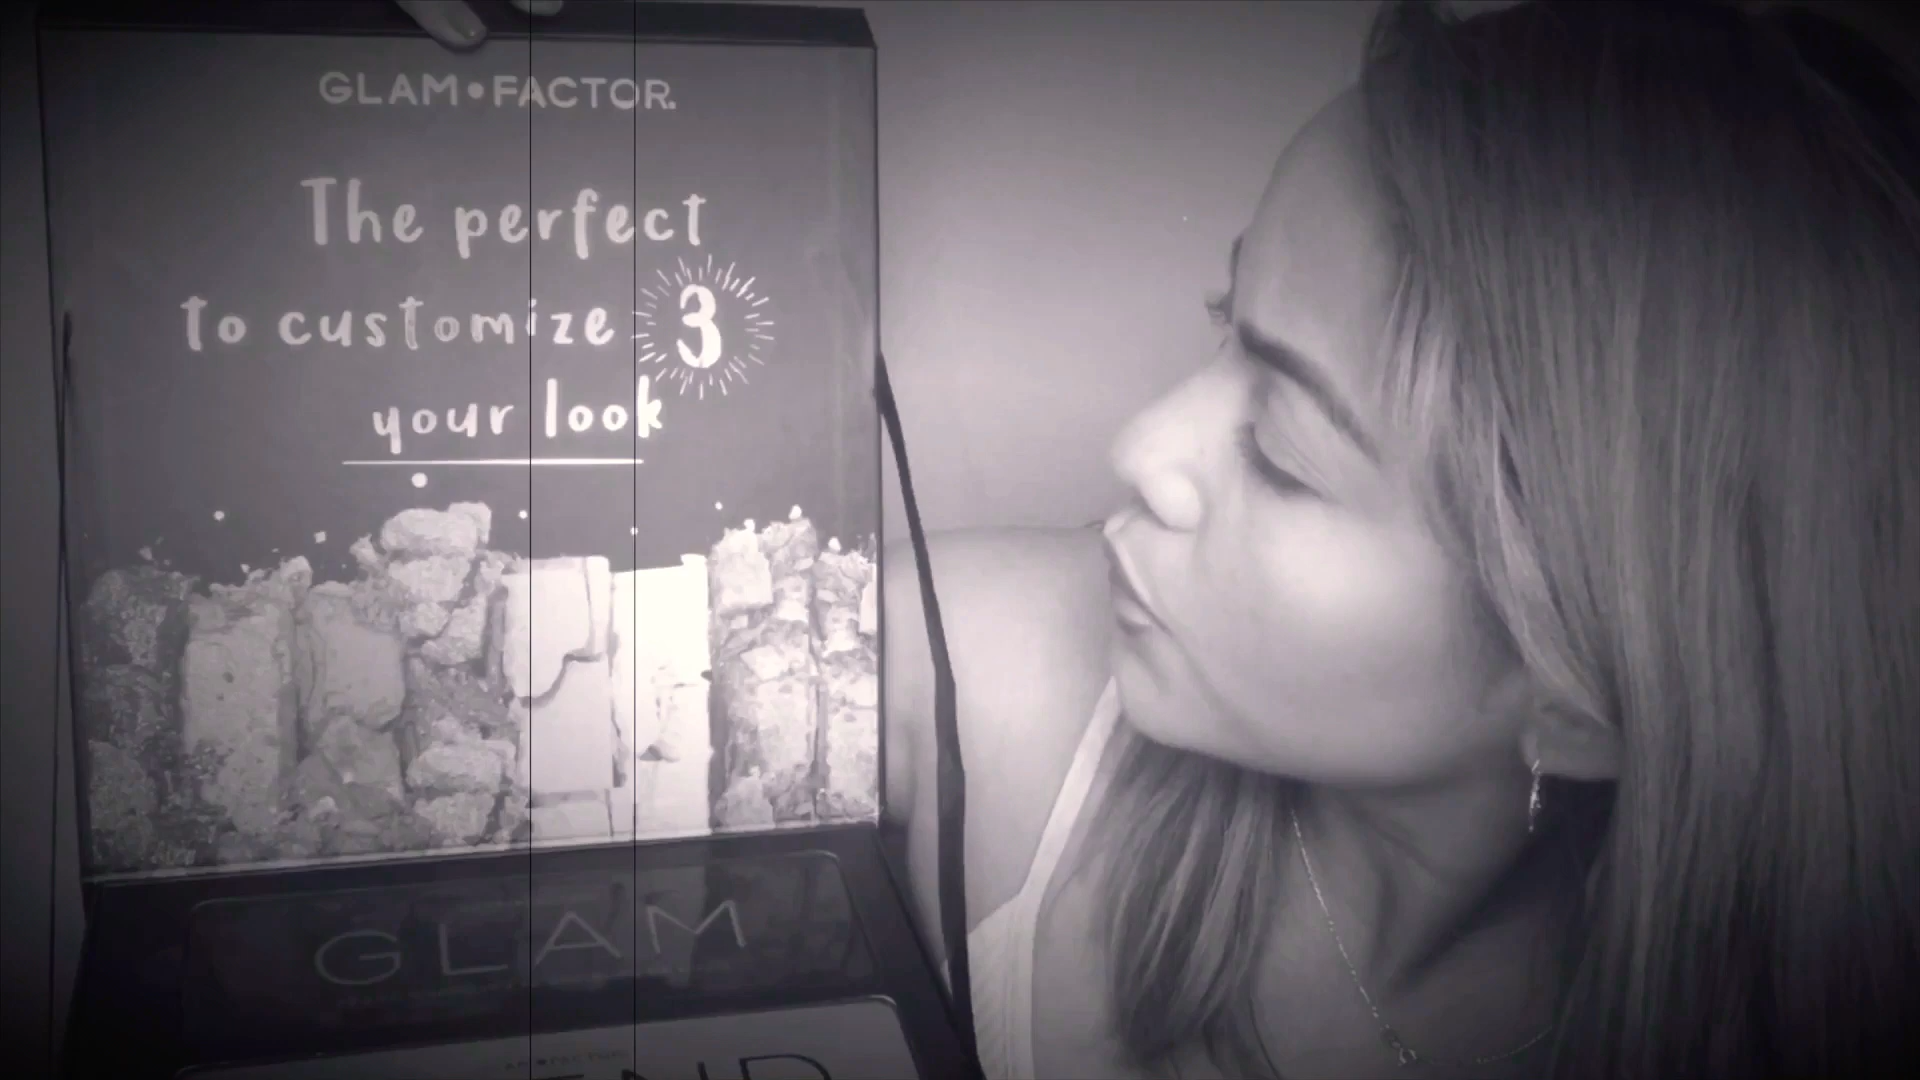 GLAM•FACTOR.
The perfect
to customize 3
your look
GLAM